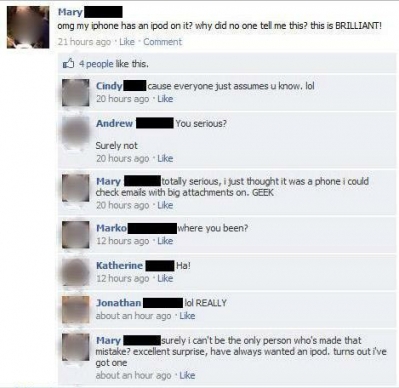 Mary
omg my iphone has an ipod on it? why did no one tell me this? this is BRILLIANT!
21 hours ago · Like · Comment
4 people like this.
Cindy cause everyone just assumes u know. lol
20 hours ago · Like
Andrew You serious?
Surely not
20 hours ago · Like
Mary totally serious, i just thought it was a phone i could
check emails with big attachments on. GEEK
20 hours ago · Like
Marko where you been?
12 hours ago · Like
Katherine Ha!
12 hours ago · Like
Jonathan lol REALLY
about an hour ago · Like
Mary surely i can't be the only person who's made that
mistake? excellent surprise, have always wanted an ipod. turns out i've
got one
about an hour ago · Like